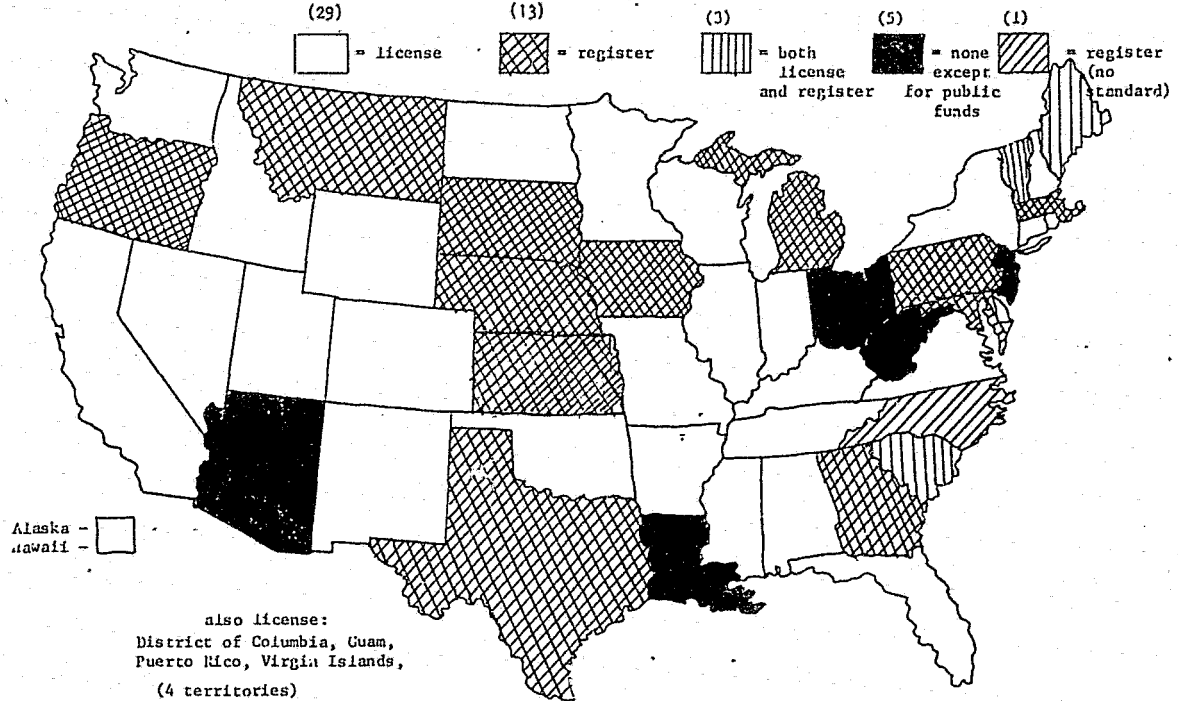 (29) (13) (3) (5) (1)
= license = register = both license and register = none except for public funds = register (no standard)
Alaska -
Hawaii -
also license:
District of Columbia, Guam,
Puerto Rico, Virgin Islands,
(4 territories)